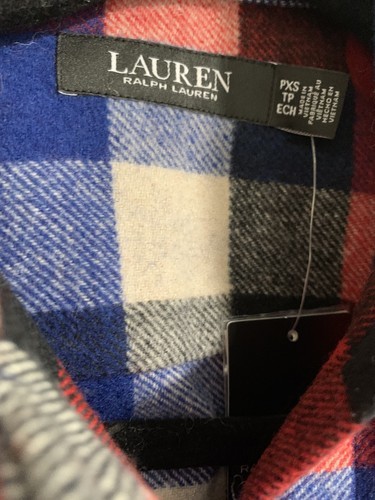 LAUREN
RALPH LAUREN
PXS
TP
ECH
MADE IN
VIETNAM
FABRIQUÉ AU
VIETNAM
HECHO EN
VIETNAM